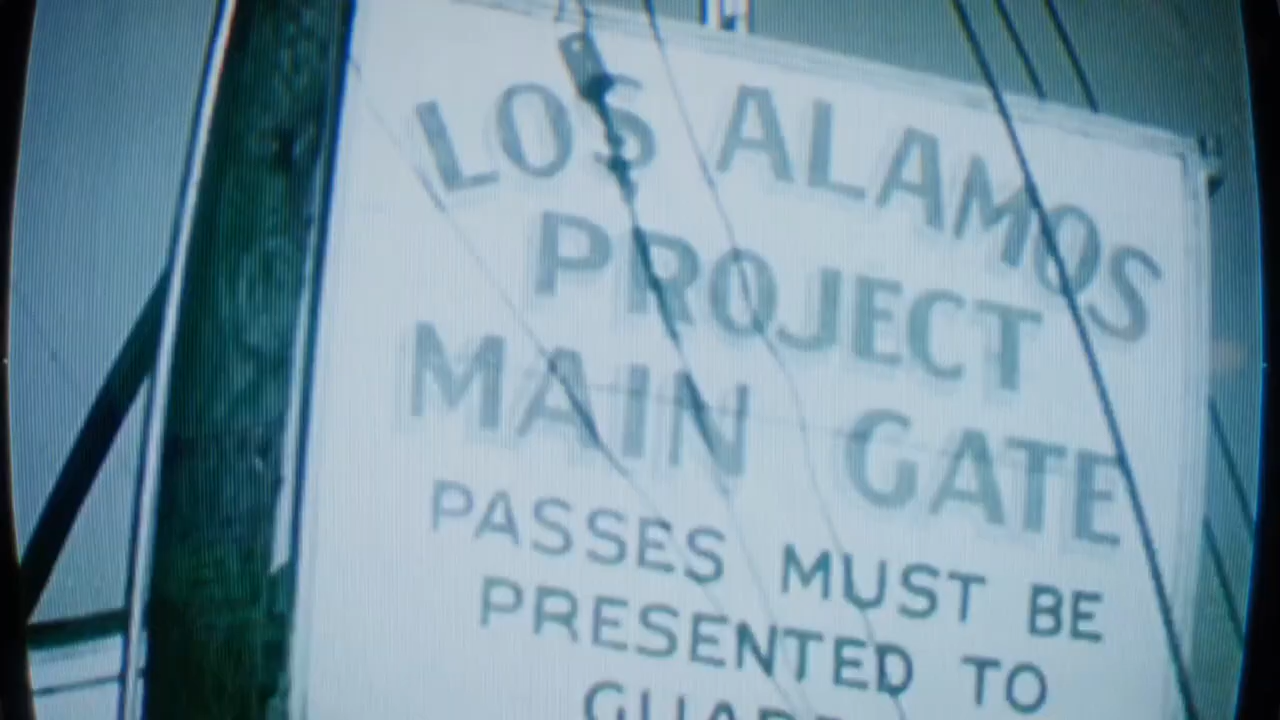 LOS ALAMOS
PROJECT
MAIN GATE
PASSES MUST BE
PRESENTED TO